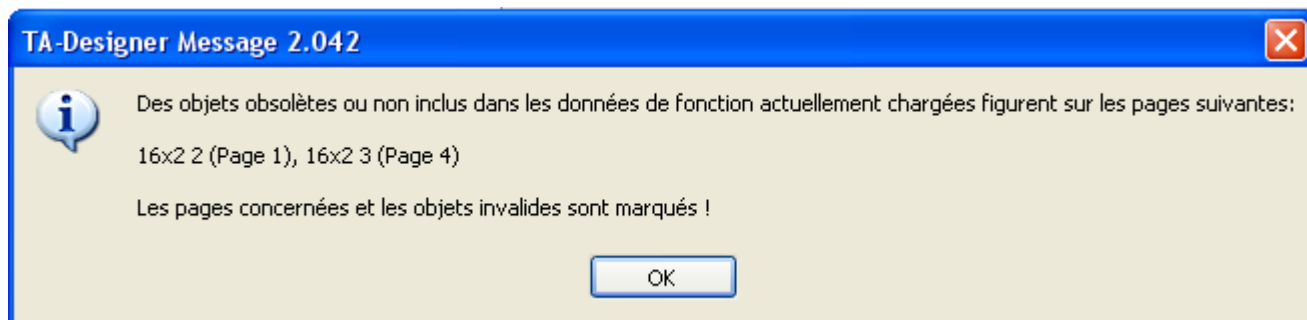 TA-Designer Message 2.042
Des objets obsolètes ou non inclus dans les données de fonction actuellement chargées figurent sur les pages suivantes:
16x2 2 (Page 1), 16x2 3 (Page 4)
Les pages concernées et les objets invalides sont marqués !
OK